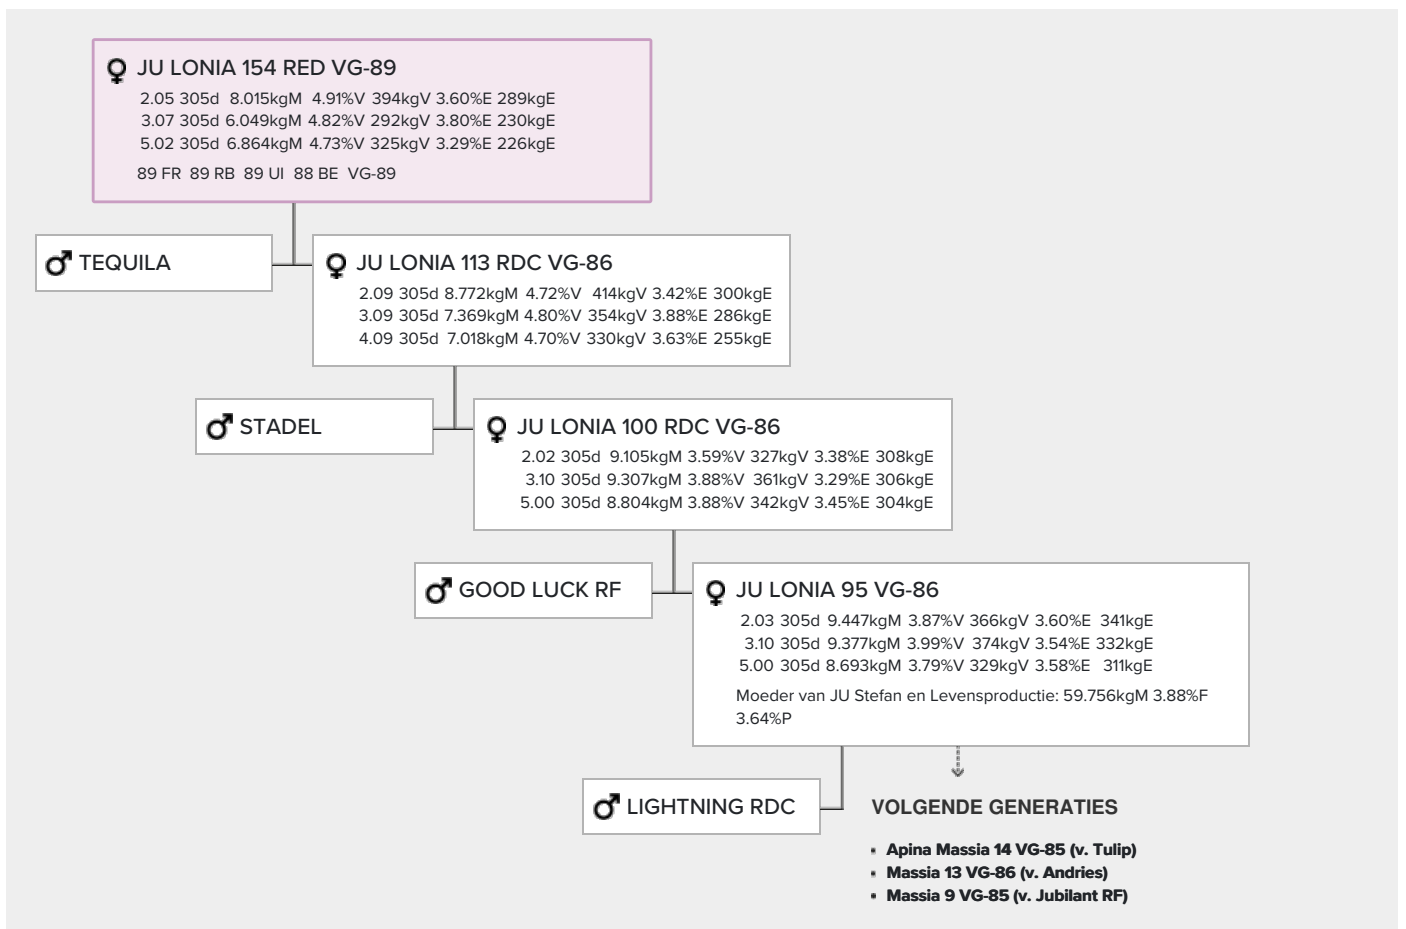 JU LONIA 154 RED VG-89
2.05 305d 8.015kgM 4.91%V 394kgV 3.60%E 289kgE
3.07 305d 6.049kgM 4.82%V 292kgV 3.80%E 230kgE
5.02 305d 6.864kgM 4.73%V 325kgV 3.29%E 226kgE
89 FR 89 RB 89 UI 88 BE VG-89
TEQUILA
JU LONIA 113 RDC VG-86
2.09 305d 8.772kgM 4.72%V 414kgV 3.42%E 300kgE
3.09 305d 7.369kgM 4.80%V 354kgV 3.88%E 286kgE
4.09 305d 7.018kgM 4.70%V 330kgV 3.63%E 255kgE
STADEL
JU LONIA 100 RDC VG-86
2.02 305d 9.105kgM 3.59%V 327kgV 3.38%E 308kgE
3.10 305d 9.307kgM 3.88%V 361kgV 3.29%E 306kgE
5.00 305d 8.804kgM 3.88%V 342kgV 3.45%E 304kgE
GOOD LUCK RF
JU LONIA 95 VG-86
2.03 305d 9.447kgM 3.87%V 366kgV 3.60%E 341kgE
3.10 305d 9.377kgM 3.99%V 374kgV 3.54%E 332kgE
5.00 305d 8.693kgM 3.79%V 329kgV 3.58%E 311kgE
Moeder van JU Stefan en Levensproductie: 59.756kgM 3.88%F
3.64%P
LIGHTNING RDC
VOLGENDE GENERATIES
Apina Massia 14 VG-85 (v. Tulip)
Massia 13 VG-86 (v. Andries)
Massia 9 VG-85 (v. Jubilant RF)